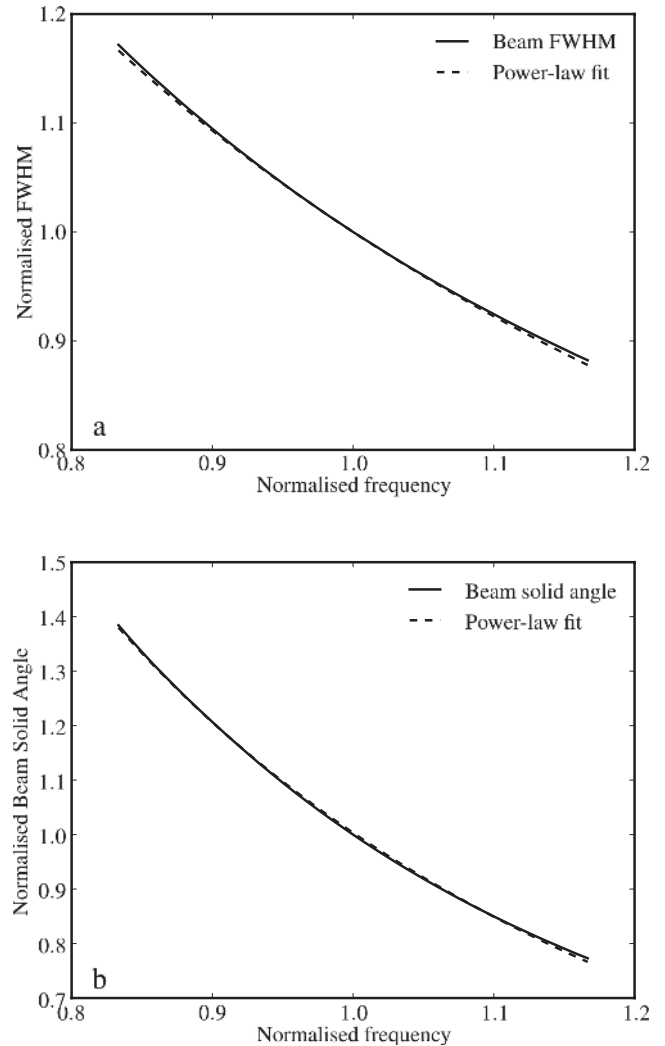 1.2
Beam FWHM
Power-law fit
1.1
Normalised FWHM
1.0
0.9
a
0.8
0.8 0.9 1.0 1.1 1.2
Normalised frequency
1.5
Beam solid angle
1.4
Power-law fit
1.3
Normalised Beam Solid Angle
1.2
1.1
1.0
0.9
0.8
b
0.7
0.8 0.9 1.0 1.1 1.2
Normalised frequency